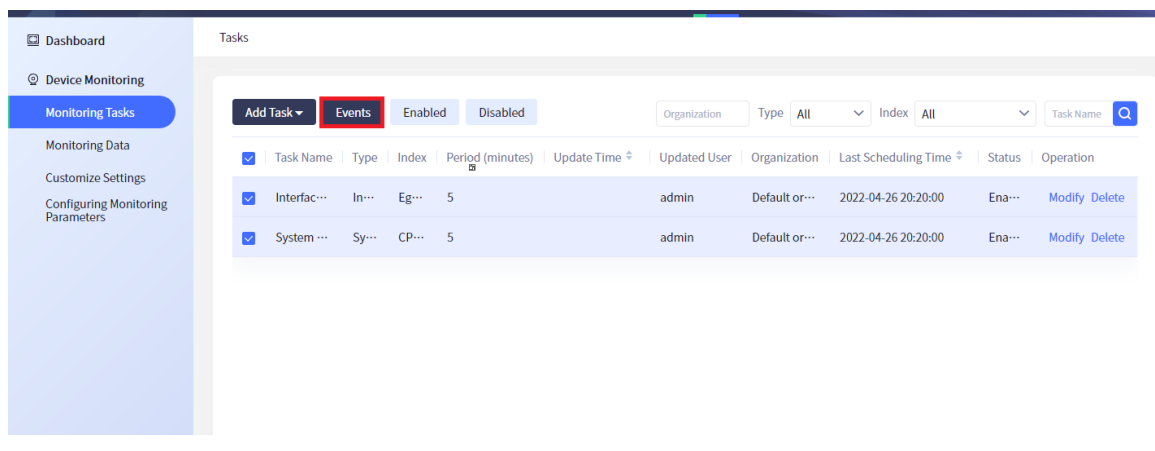 Dashboard
Tasks
Device Monitoring
Monitoring Tasks
Monitoring Data
Customize Settings
Configuring Monitoring
Parameters
Add Task Events Enabled Disabled Organization Type All Index All Task Name
Task Name Type Index Period (minutes) Update Time Updated User Organization Last Scheduling Time Status Operation
Interfac··· In··· Eg··· 5 admin Default or··· 2022-04-26 20:20:00 Ena··· Modify Delete
System ··· Sy··· CP··· 5 admin Default or··· 2022-04-26 20:20:00 Ena··· Modify Delete